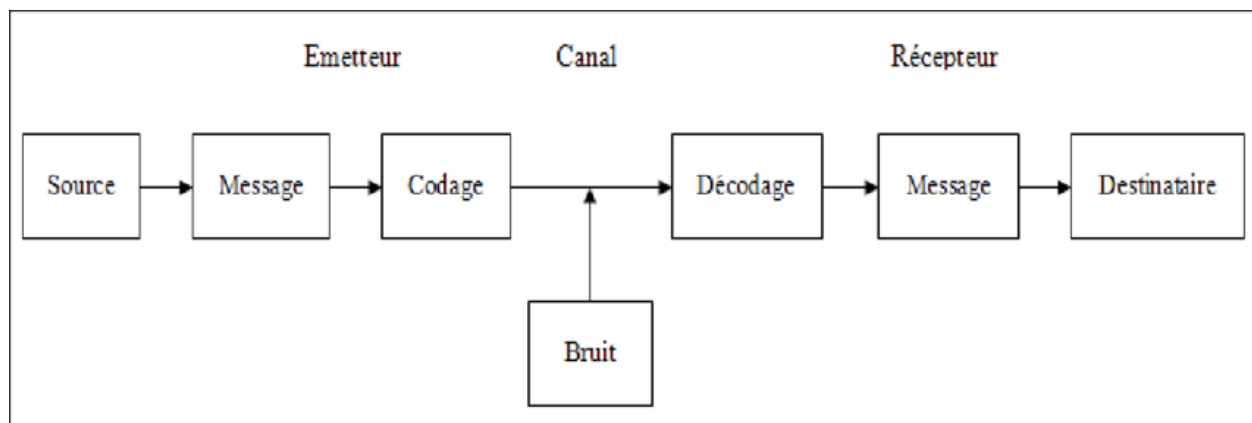 Emetteur Canal Récepteur
Source Message Codage Décodage Message Destinataire
Bruit